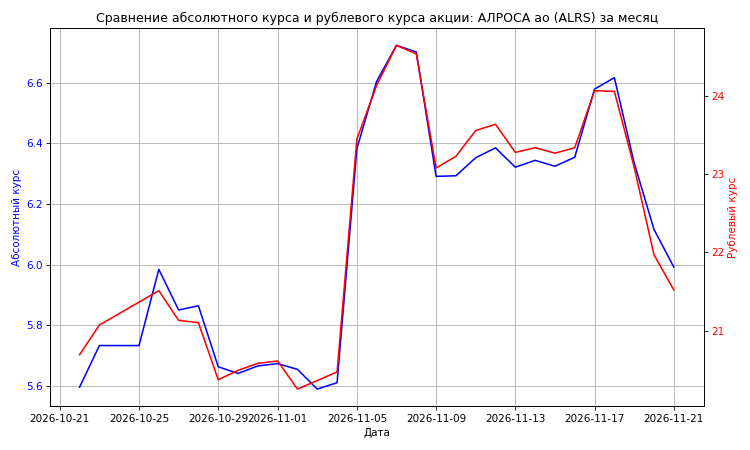 Сравнение абсолютного курса и рублевого курса акции: АЛРОСА ао (ALRS) за месяц
6.6
6.4
6.2
6.0
5.8
5.6
Абсолютный курс
24
23
22
21
Рублевый курс
2026-10-21 2026-10-25 2026-10-29 2026-11-01 2026-11-05 2026-11-09 2026-11-13 2026-11-17 2026-11-21
Дата